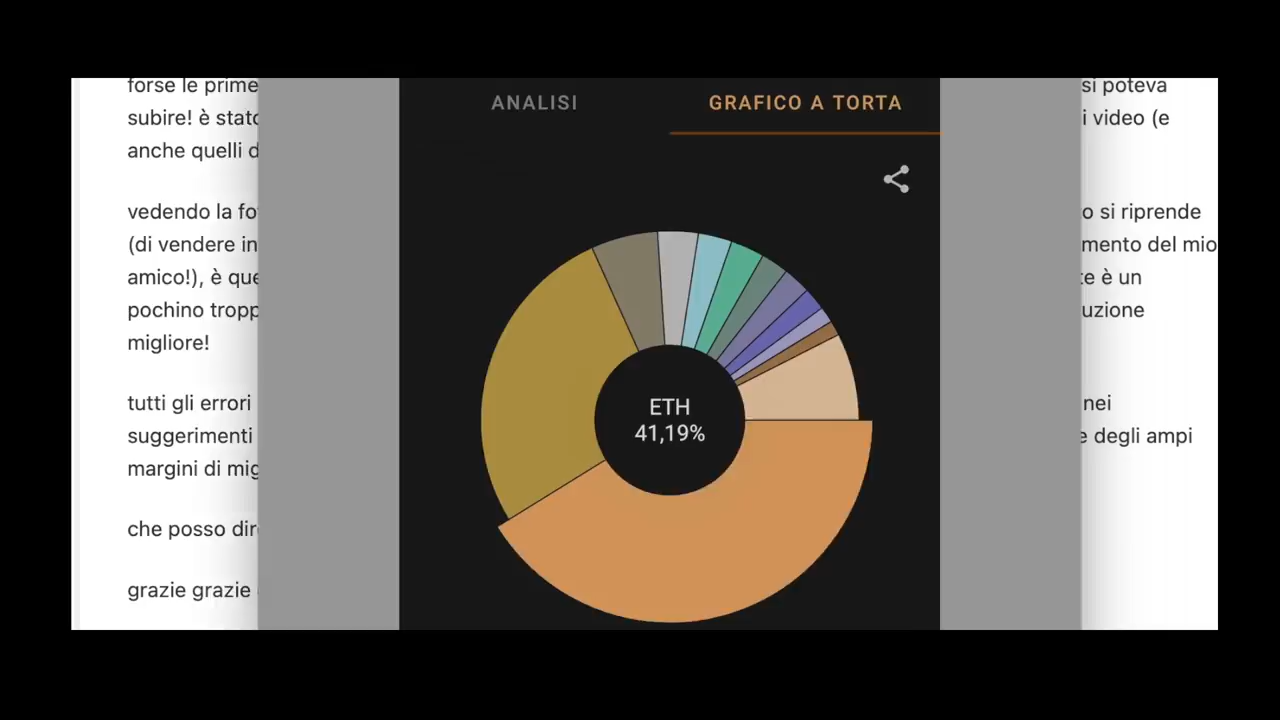 forse le prime
si poteva
subire! è stato
i video (e
anche quelli d
vedendo la fo
o si riprende
(di vendere in
mento del mio
amico!), è que
te è un
pochino tropp
uzione
migliore!
tutti gli errori
nei
suggerimenti
e degli ampi
margini di mig
che posso dir
grazie grazie
ANALISI
GRAFICO A TORTA
ETH
41,19%